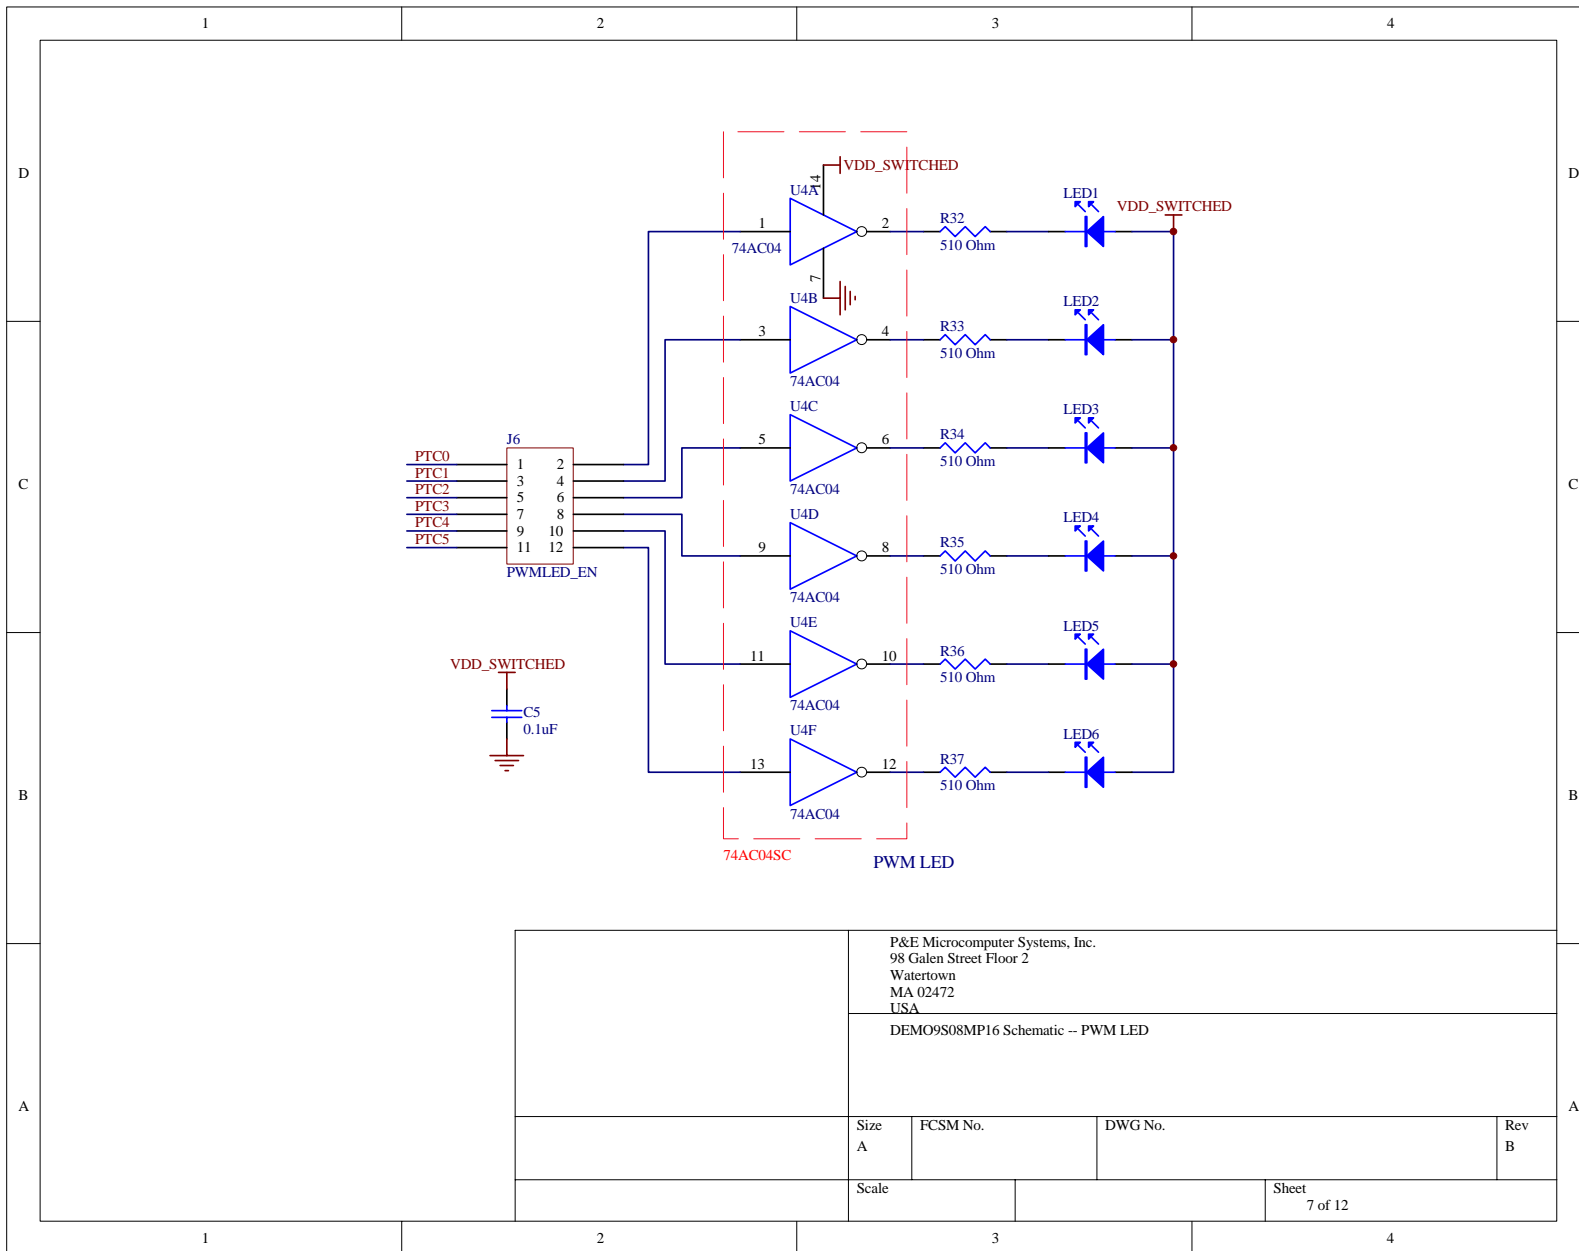 1 2 3 4
D D
VDD_SWITCHED
14
U4A
LED1
VDD_SWITCHED
1 2
R32
74AC04
510 Ohm
7
U4B
LED2
3 4
R33
510 Ohm
74AC04
U4C
LED3
5 6
R34
510 Ohm
74AC04
J6
PTC0 1 2
PTC1 3 4
PTC2 5 6
PTC3 7 8
PTC4 9 10
PTC5 11 12
PWMLED_EN
C C
U4D
LED4
9 8
R35
510 Ohm
74AC04
U4E
LED5
11 10
R36
510 Ohm
74AC04
VDD_SWITCHED
C5
0.1uF
U4F
LED6
13 12
R37
510 Ohm
74AC04
B B
74AC04SC
PWM LED
P&E Microcomputer Systems, Inc.
98 Galen Street Floor 2
Watertown
MA 02472
USA
DEMO9S08MP16 Schematic -- PWM LED
A A
Size FCSM No. DWG No. Rev
A B
Scale Sheet
7 of 12
1 2 3 4